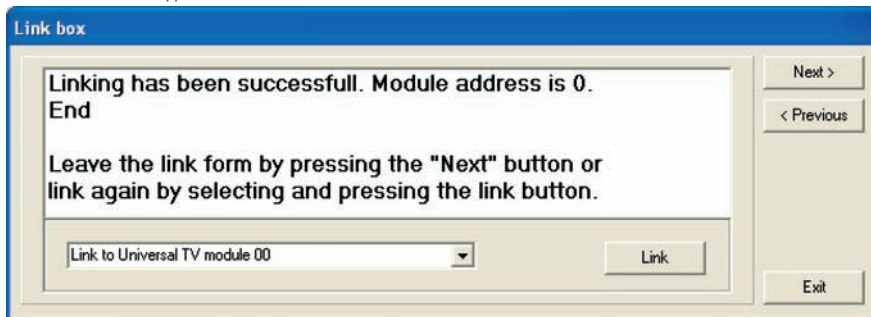 Link box
Linking has been successfull. Module address is 0.
End
Leave the link form by pressing the "Next" button or
link again by selecting and pressing the link button.
Link to Universal TV module 00
Link
Next >
< Previous
Exit